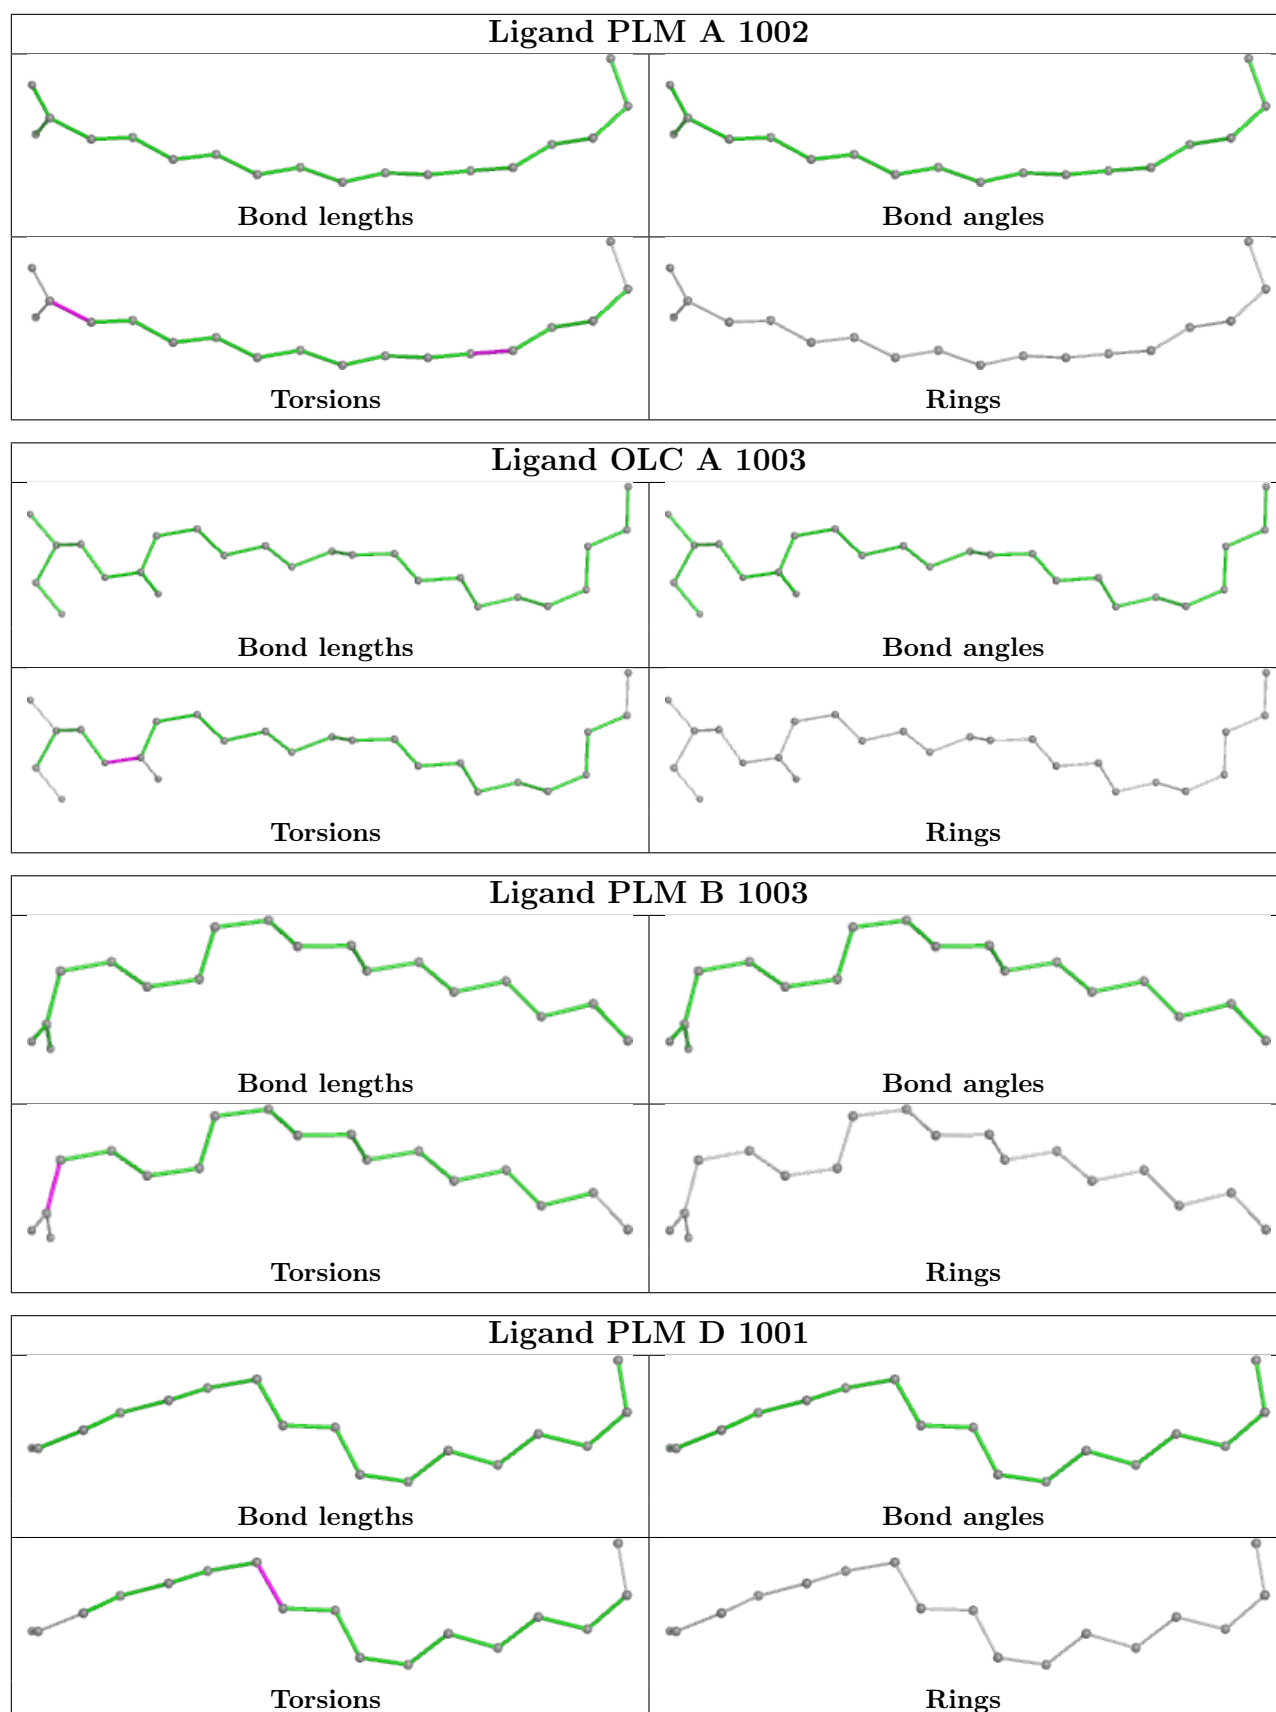 Ligand PLM A 1002
Bond lengths
Bond angles
Torsions
Rings
Ligand OLC A 1003
Bond lengths
Bond angles
Torsions
Rings
Ligand PLM B 1003
Bond lengths
Bond angles
Torsions
Rings
Ligand PLM D 1001
Bond lengths
Bond angles
Torsions
Rings